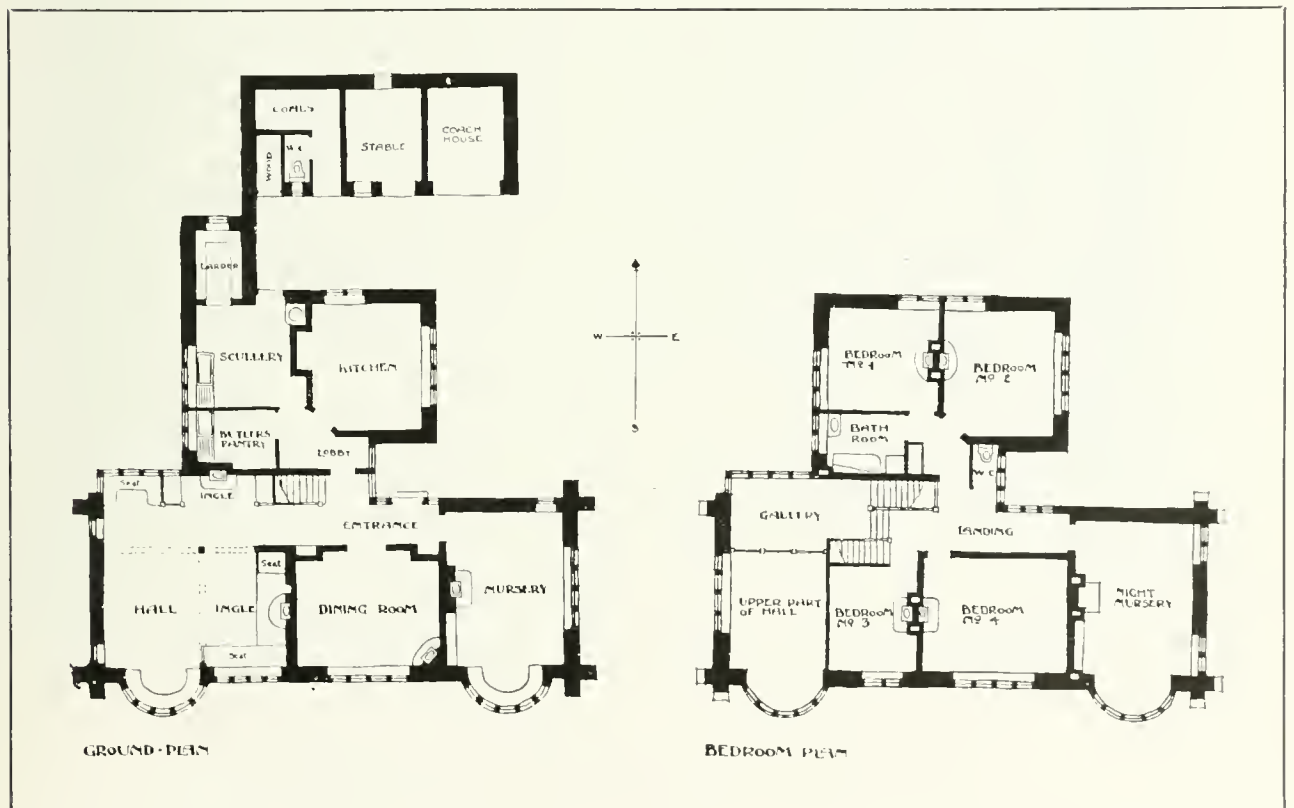 COALS
W.C.
WOOD
STABLE
COACH
HOUSE
LARDER
SCULLERY
KITCHEN
BUTLERS
PANTRY
LOBBY
Seat
INGLE
ENTRANCE
Seat
HALL
INGLE
DINING ROOM
NURSERY
Seat
GROUND-PLAN
W
E
S
BEDROOM
No 1
BEDROOM
No 2
BATH
ROOM
W.C
GALLERY
LANDING
UPPER PART
OF HALL
BEDROOM
No 3
BEDROOM
No 4
NIGHT
NURSERY
BEDROOM PLAN